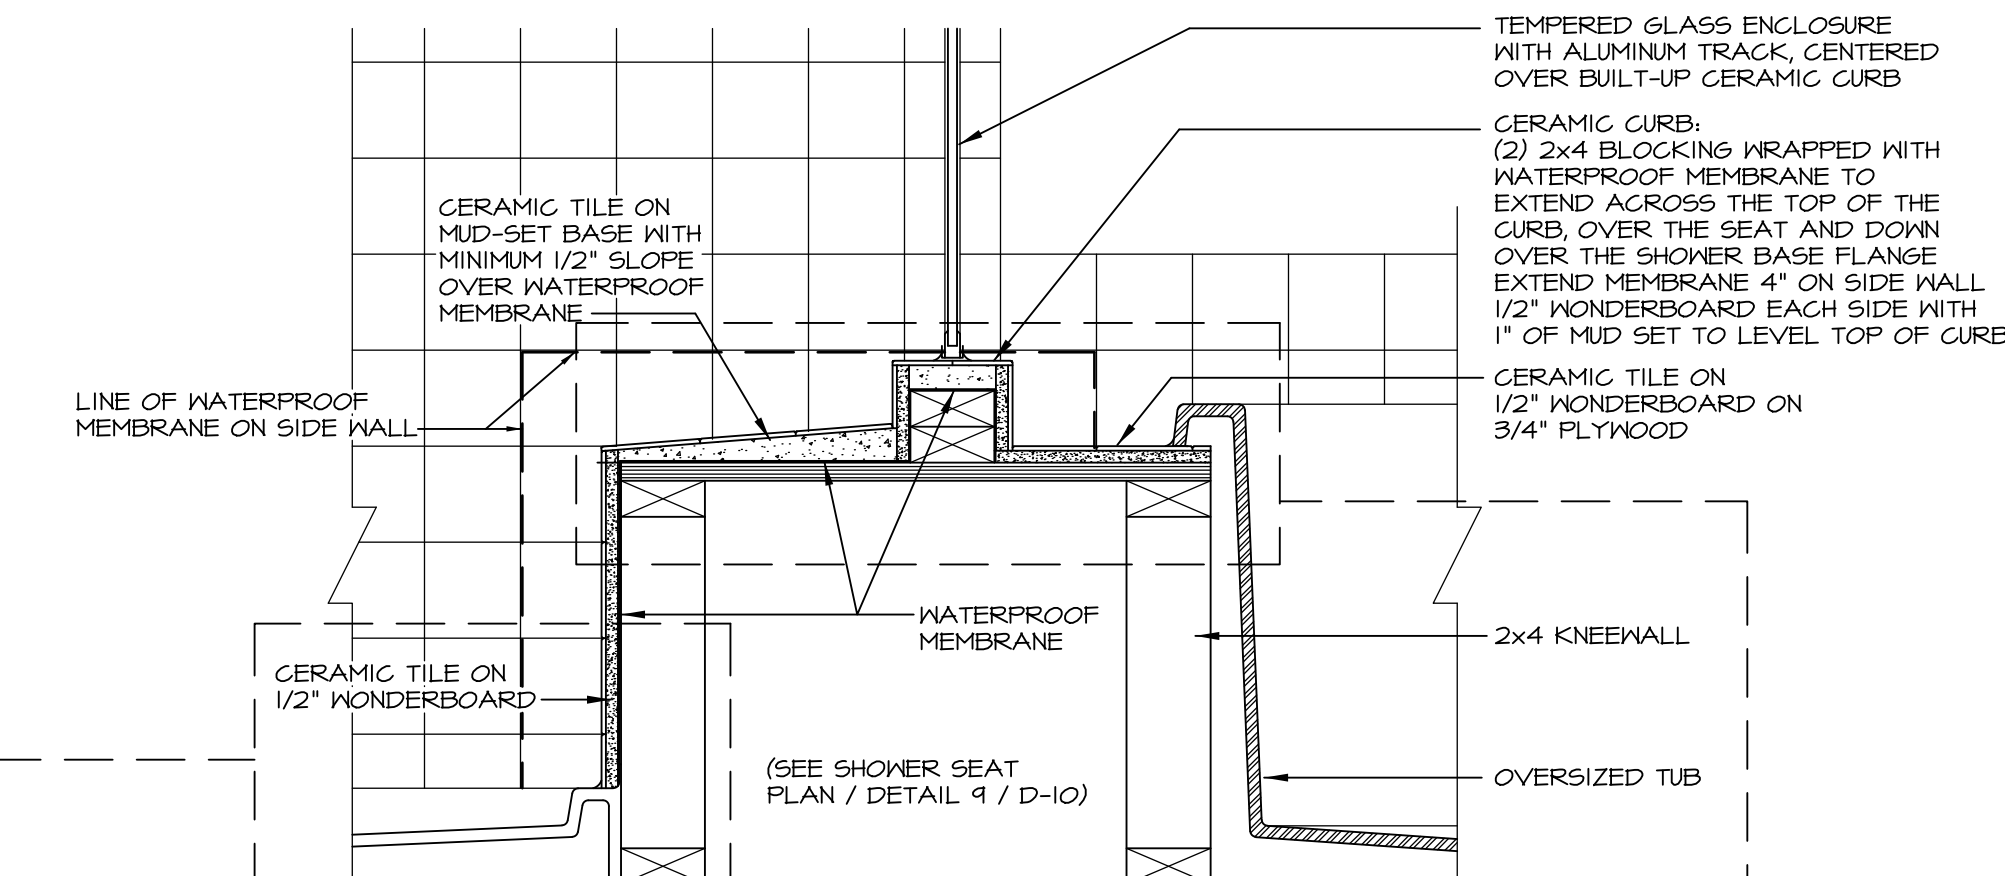 TEMPERED GLASS ENCLOSURE
WITH ALUMINUM TRACK, CENTERED
OVER BUILT-UP CERAMIC CURB
CERAMIC CURB:
(2) 2x4 BLOCKING WRAPPED WITH
WATERPROOF MEMBRANE TO
EXTEND ACROSS THE TOP OF THE
CURB, OVER THE SEAT AND DOWN
OVER THE SHOWER BASE FLANGE
EXTEND MEMBRANE 4" ON SIDE WALL
1/2" WONDERBOARD EACH SIDE WITH
1" OF MUD SET TO LEVEL TOP OF CURB
CERAMIC TILE ON
MUD-SET BASE WITH
MINIMUM 1/2" SLOPE
OVER WATERPROOF
MEMBRANE
LINE OF WATERPROOF
MEMBRANE ON SIDE WALL
CERAMIC TILE ON
1/2" WONDERBOARD ON
3/4" PLYWOOD
WATERPROOF
MEMBRANE
2x4 KNEEWALL
CERAMIC TILE ON
1/2" WONDERBOARD
(SEE SHOWER SEAT
PLAN / DETAIL 9 / D-10)
OVERSIZED TUB